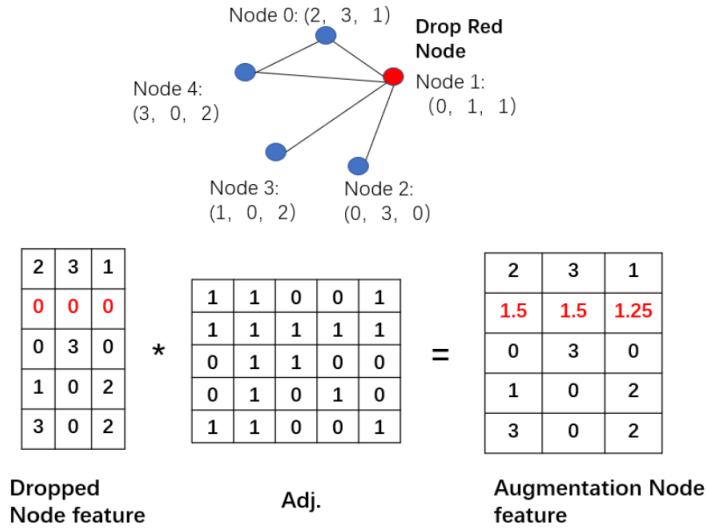 Node 0: (2, 3, 1)
Drop Red
Node
Node 1:
(0, 1, 1)
Node 4:
(3, 0, 2)
Node 3:
(1, 0, 2)
Node 2:
(0, 3, 0)
2 3 1
0 0 0
0 3 0
1 0 2
3 0 2
*
1 1 0 0 1
1 1 1 1 1
0 1 1 0 0
0 1 0 1 0
1 1 0 0 1
=
2 3 1
1.5 1.5 1.25
0 3 0
1 0 2
3 0 2
Dropped
Node feature
Adj.
Augmentation Node
feature